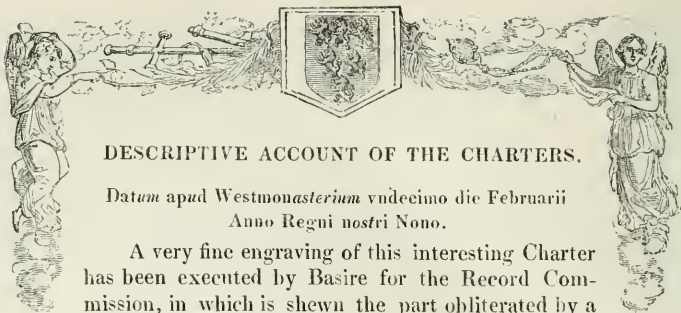 DESCRIPTIVE ACCOUNT OF THE CHARTERS.
Datum apud Westmonasterium vndecimo die Februarii
Anno Regni nostri Nono.
A very fine engraving of this interesting Charter
has been executed by Basire for the Record Com-
mission, in which is shewn the part obliterated by a